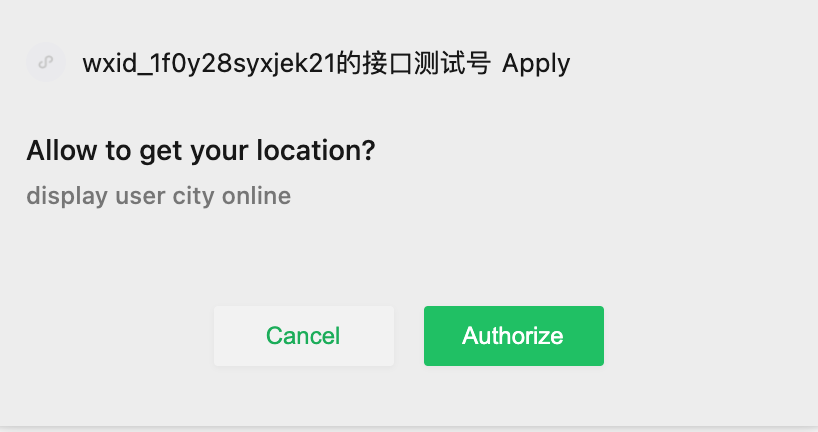 wxid_1f0y28syxjek21的接口测试号 Apply
Allow to get your location?
display user city online
Cancel
Authorize